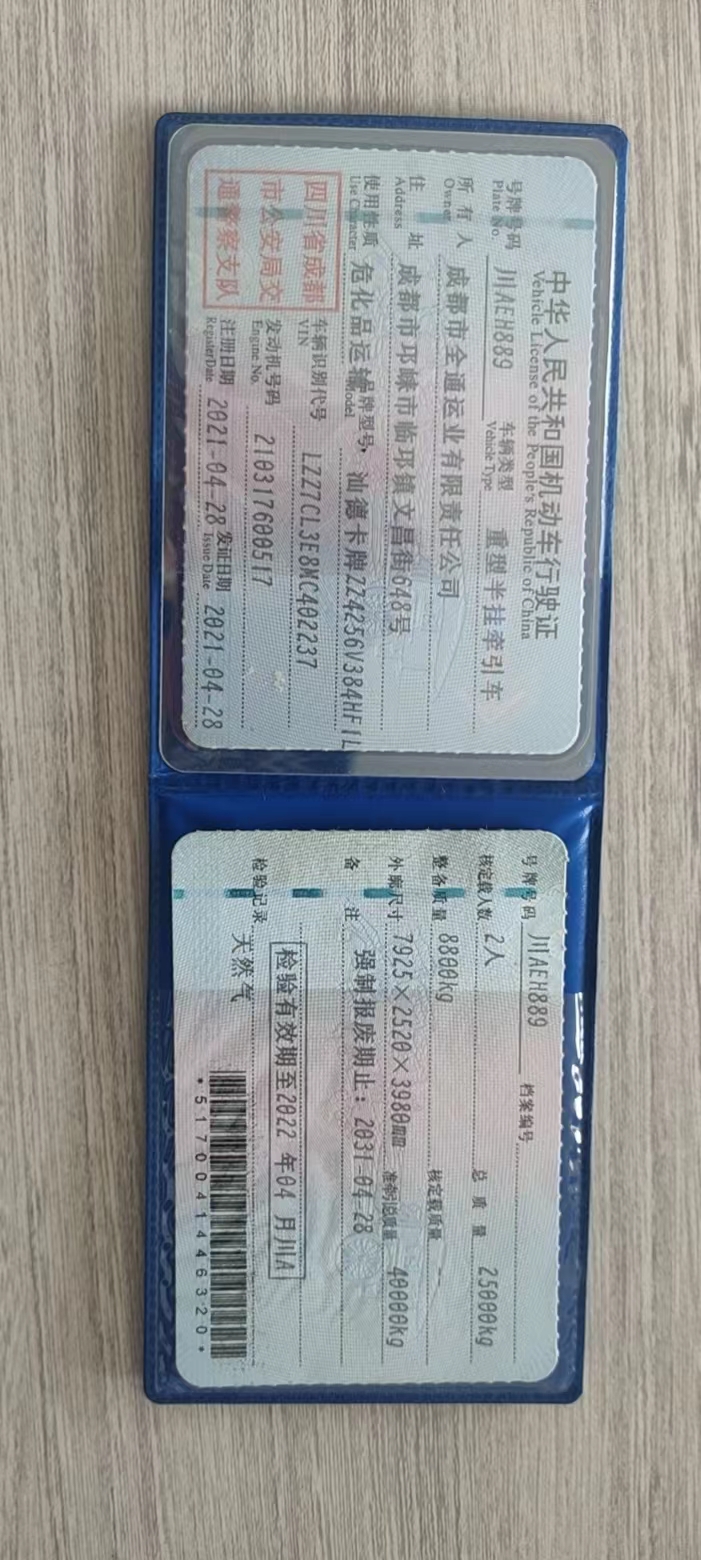 中华人民共和国机动车行驶证
Vehicle License of the People's Republic of China
号牌号码 川AEH889 车辆类型 重型半挂牵引车
Plate No. Vehicle Type
所有人 成都市全通运业有限责任公司
Owner
住址 成都市邛崃市临邛镇文昌街648号
Address
使用性质 危化品运输 品牌型号 汕德卡牌ZZ4256V384HF1L
Use Character Model
四川省成都
市公安局交
通警察支队
车辆识别代号 LZZ7CL3E8MC402237
VIN
发动机号码 210317600517
Engine No.
注册日期 2021-04-28 发证日期 2021-04-28
Register Date Issue Date
号牌号码 川AEH889 档案编号
核定载人数 2人 总质量 25000kg
整备质量 8800kg 核定载质量 --
外廓尺寸 7925×2520×3980mm 准牵引总质量 40000kg
备注 强制报废期止：2031-04-28
检验有效期至2022 年04 月川A
检验记录
天然气
*5170041446320*